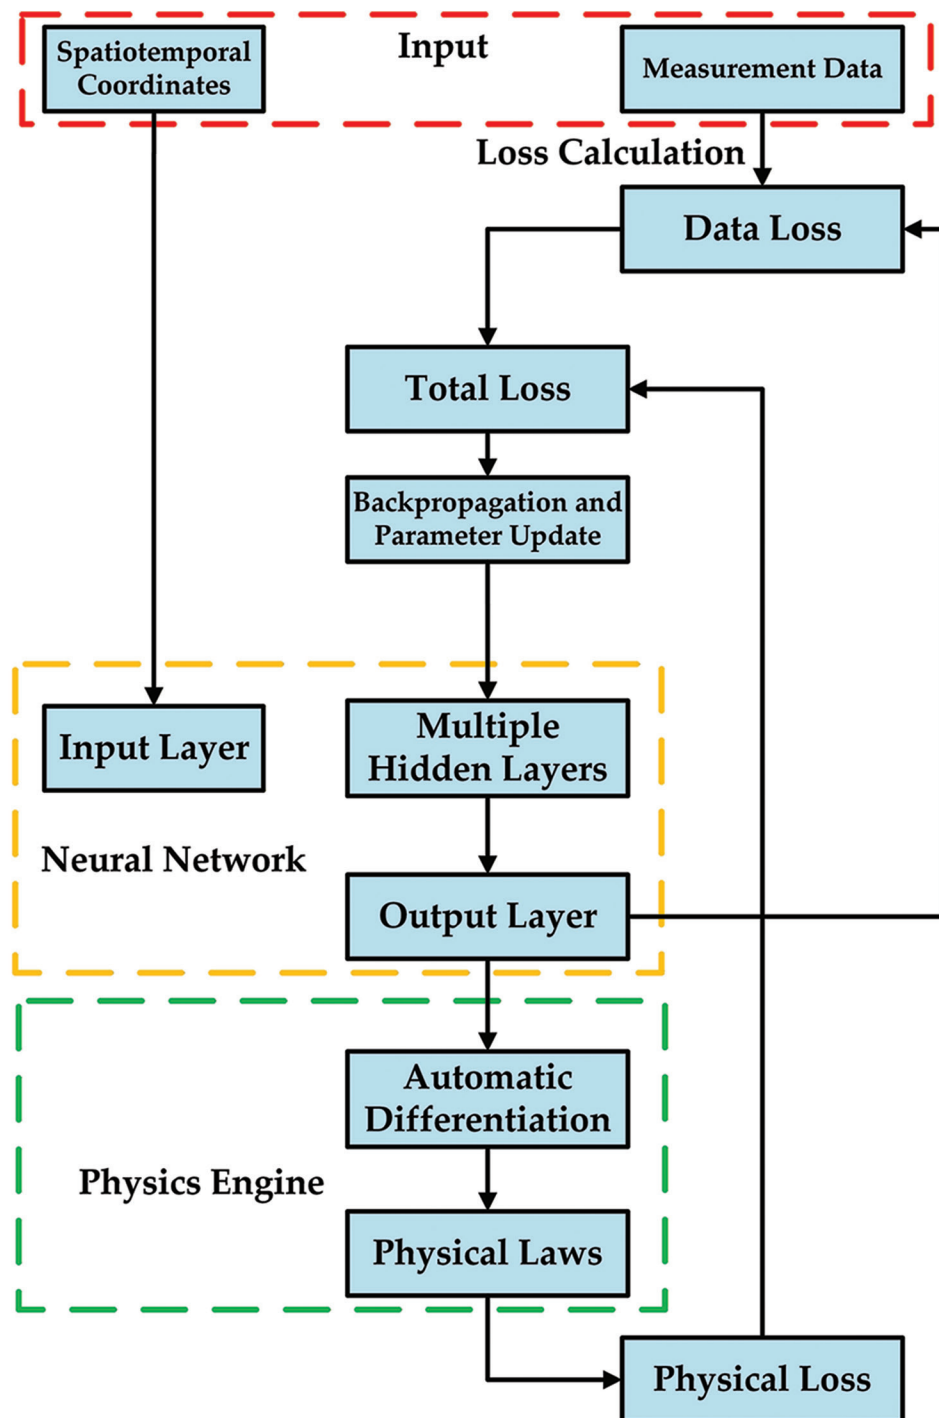 Spatiotemporal
Coordinates
Input
Measurement Data
Loss Calculation
Data Loss
Total Loss
Backpropagation and
Parameter Update
Input Layer
Multiple
Hidden Layers
Neural Network
Output Layer
Automatic
Differentiation
Physics Engine
Physical Laws
Physical Loss